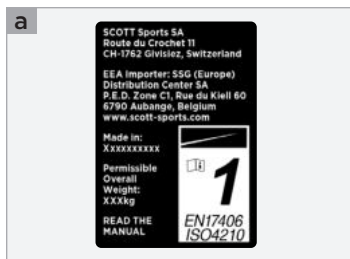 a
SCOTT Sports SA
Route du Crochet 11
CH-1762 Givisiez, Switzerland
EEA Importer: SSG (Europe)
Distribution Center SA
P.E.D. Zone C1, Rue du Kiell 60
6790 Aubange, Belgium
www.scott-sports.com
Made in:
Xxxxxxxxxx
Permissible
Overall
Weight:
XXXkg
READ THE
MANUAL
1
EN17406
ISO4210